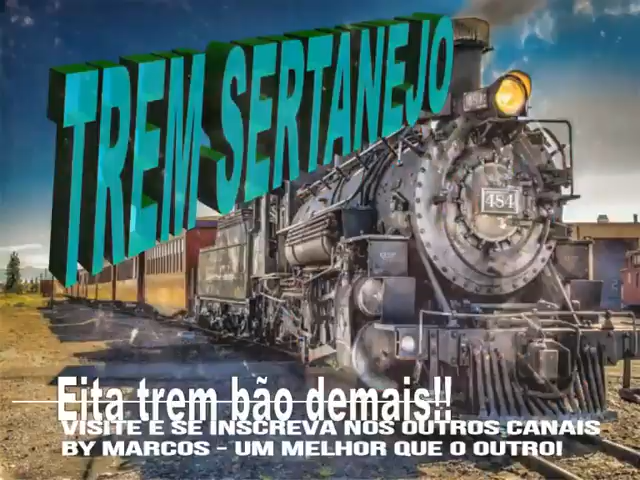 TREM SERTANEJO
484
Eita trem bão demais!!
VISITE E SE INSCREVA NOS OUTROS CANAIS
BY MARCOS - UM MELHOR QUE O OUTRO!